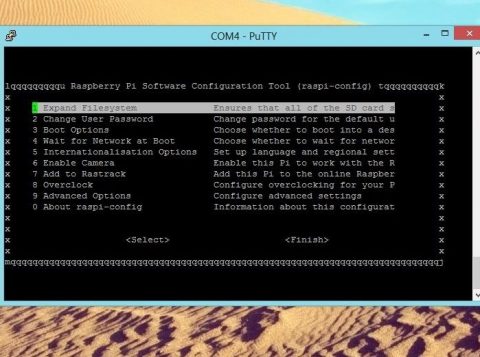 COM4 - PuTTY
lqqqqqqqqqu Raspberry Pi Software Configuration Tool (raspi-config) tqqqqqqqqqqk
x x
x 1 Expand Filesystem Ensures that all of the SD card s x
x 2 Change User Password Change password for the default u x
x 3 Boot Options Choose whether to boot into a des x
x 4 Wait for Network at Boot Choose whether to wait for networ x
x 5 Internationalisation Options Set up language and regional sett x
x 6 Enable Camera Enable this Pi to work with the R x
x 7 Add to Rastrack Add this Pi to the online Raspber x
x 8 Overclock Configure overclocking for your P x
x 9 Advanced Options Configure advanced settings x
x 0 About raspi-config Information about this configurat x
x x
x x
x <Select> <Finish> x
x x